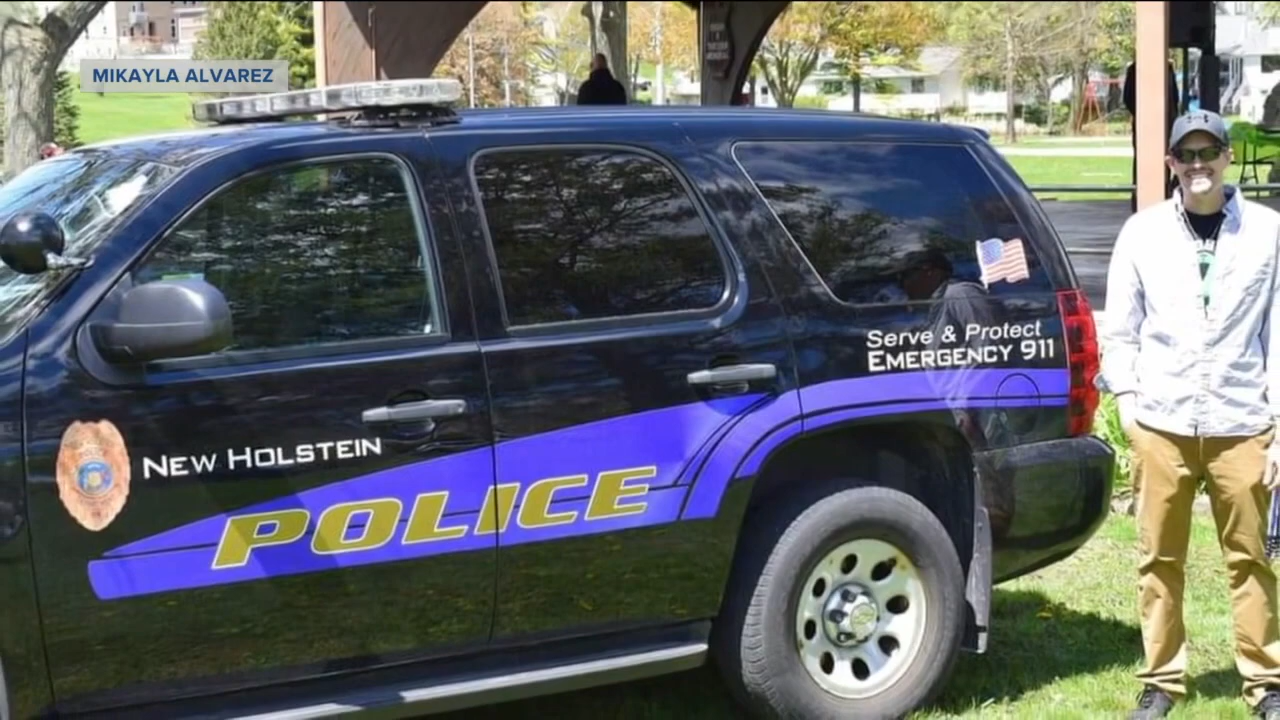 MIKAYLA ALVAREZ
Serve & Protect
EMERGENCY 911
NEW HOLSTEIN
POLICE